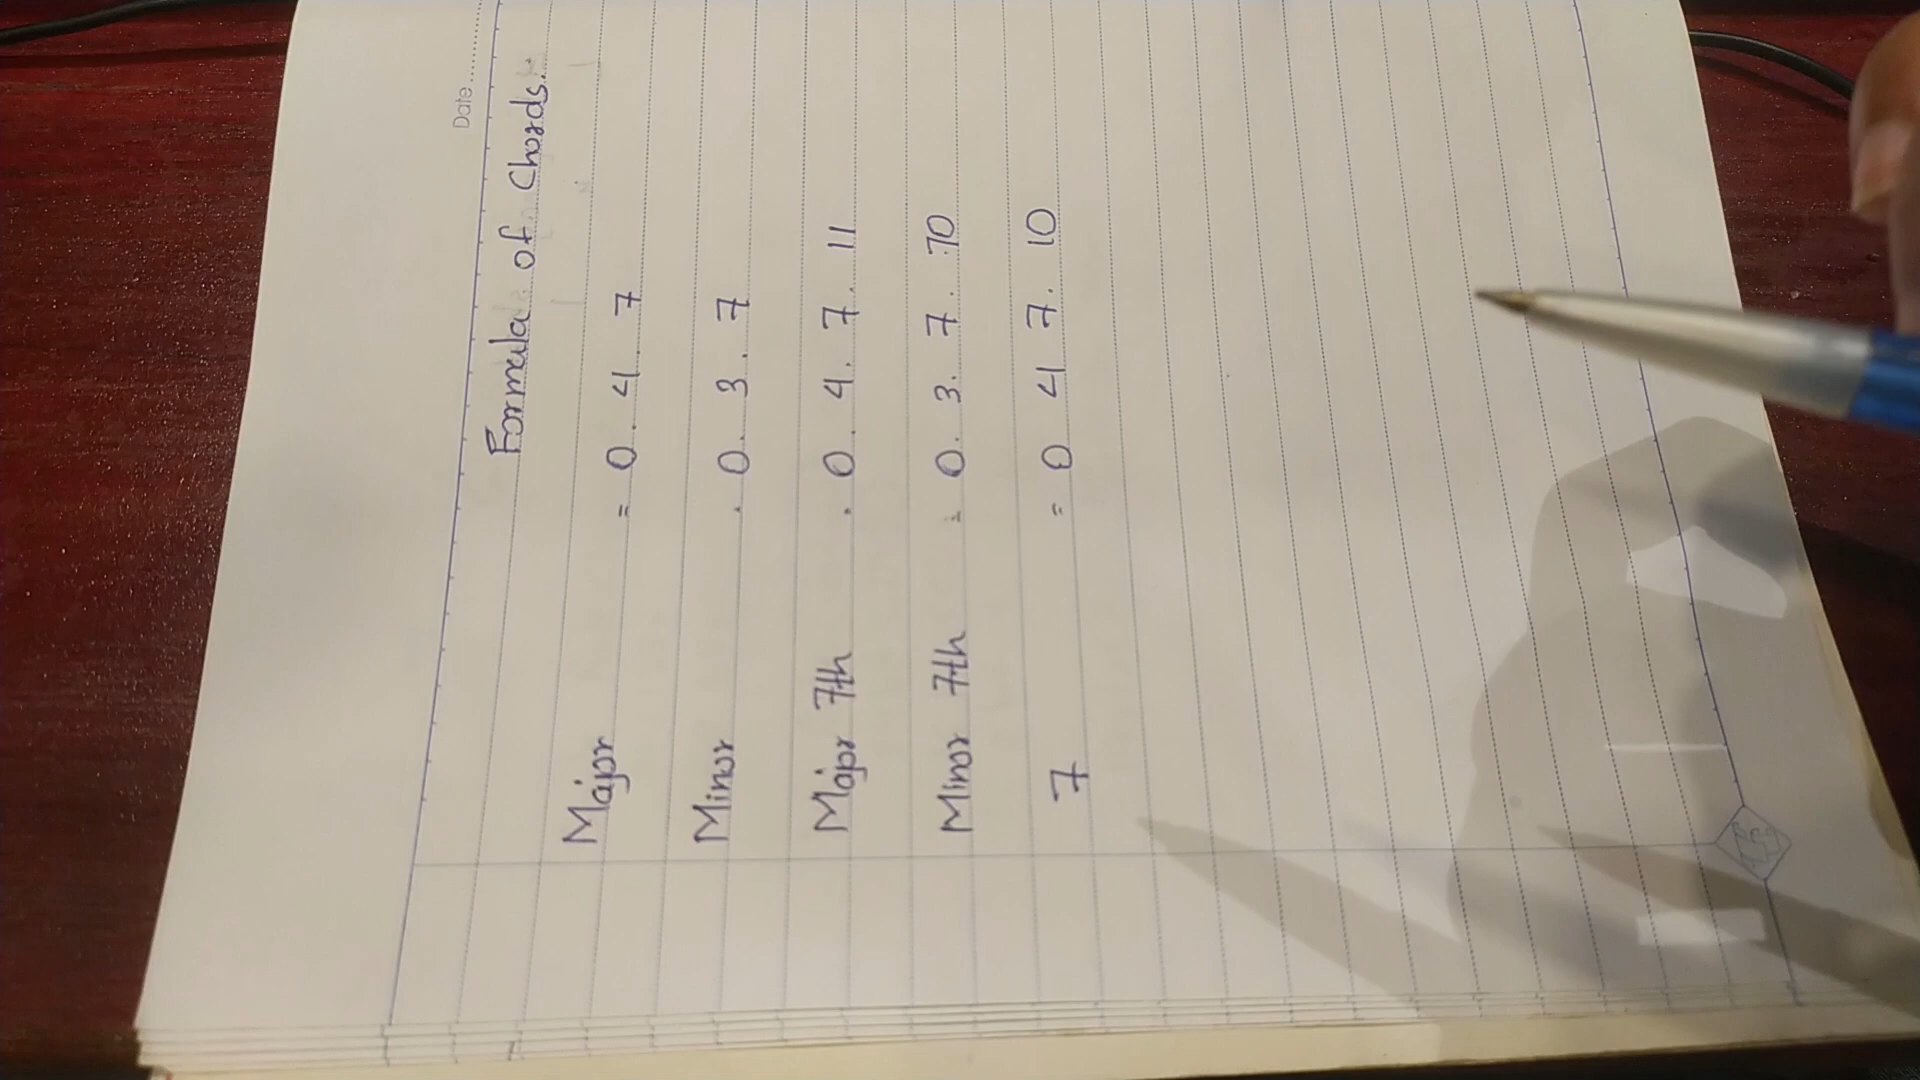 Date ..........
Formula of Chords.
Major = 0 . 4 . 7
Minor . 0 . 3 . 7
Major 7th . 0 . 4 . 7 . 11
Minor 7th = 0 . 3 . 7 . 10
7 = 0 4 7 . 10